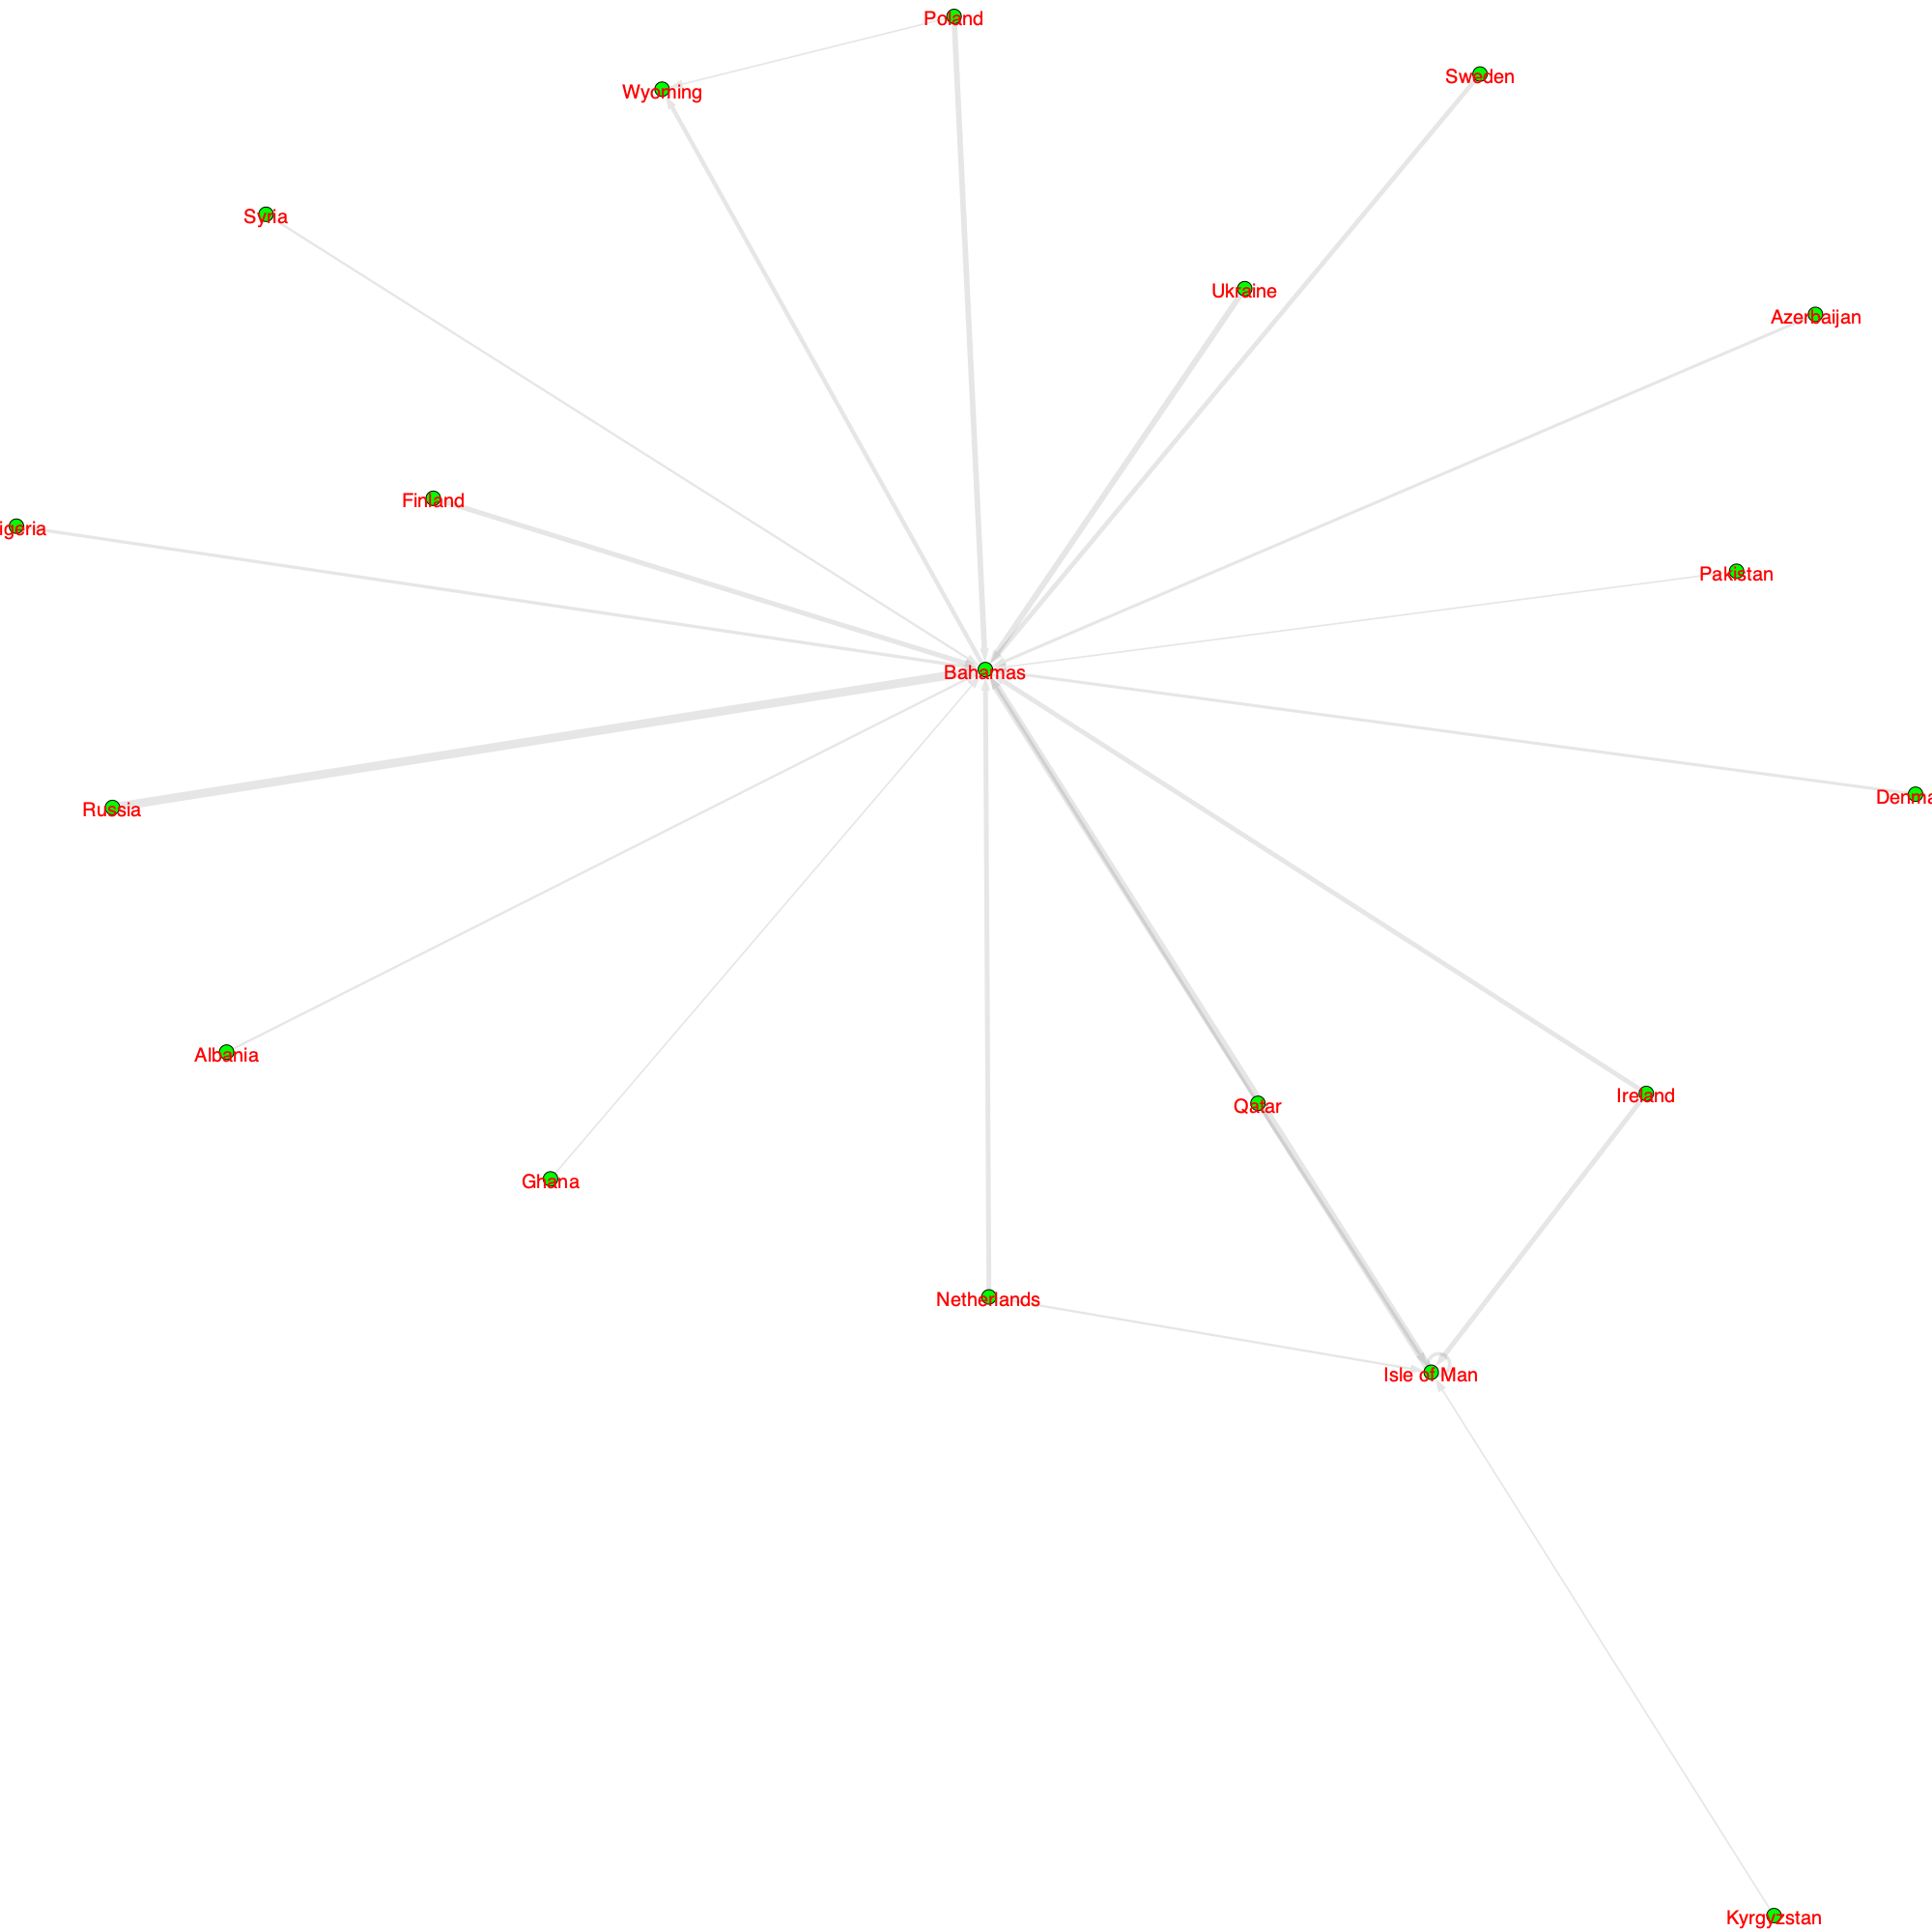 Poland
Sweden
Wyoming
Syria
Ukraine
Azerbaijan
Finland
igeria
Pakistan
Bahamas
Denma
Russia
Albania
Ireland
Qatar
Ghana
Netherlands
Isle of Man
Kyrgyzstan